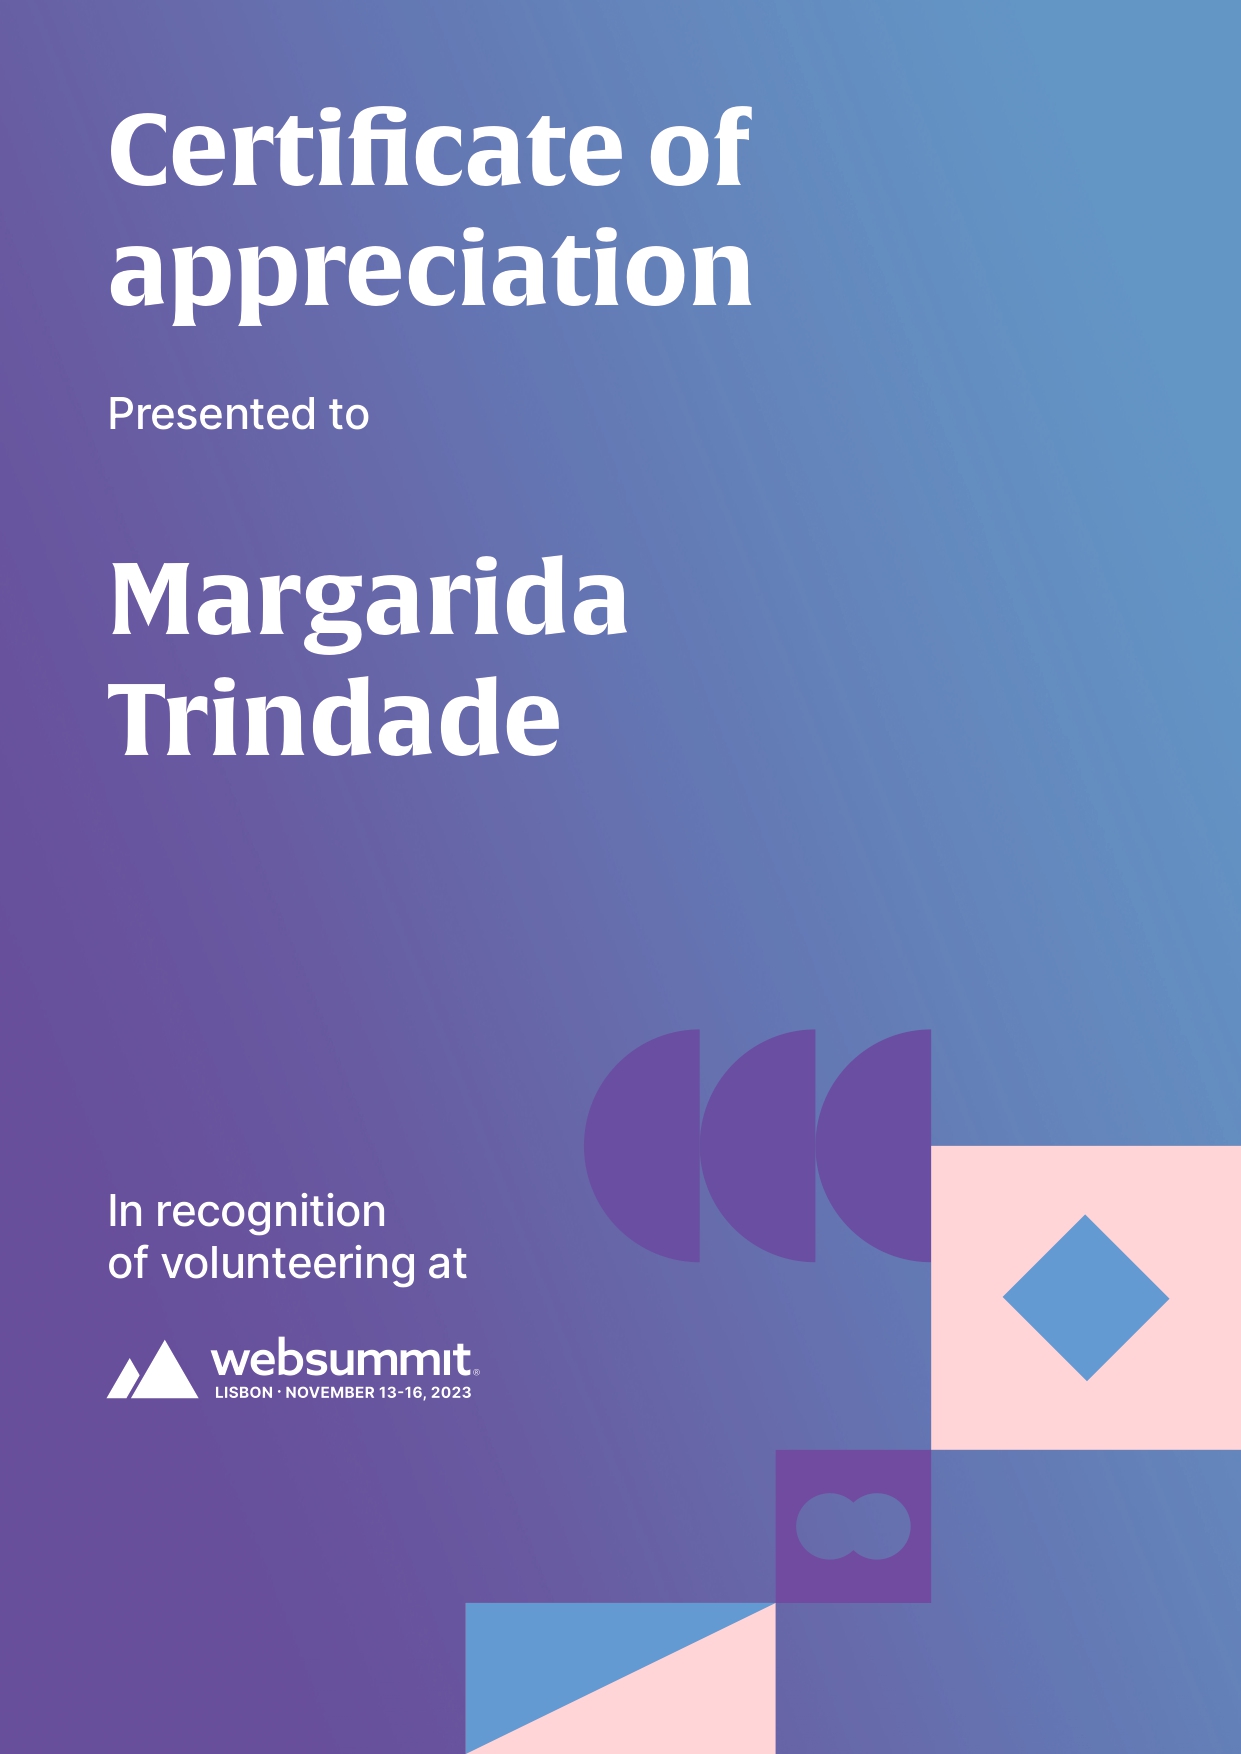 Certificate of
appreciation
Presented to
Margarida
Trindade
In recognition
of volunteering at
websummit®
LISBON · NOVEMBER 13-16, 2023